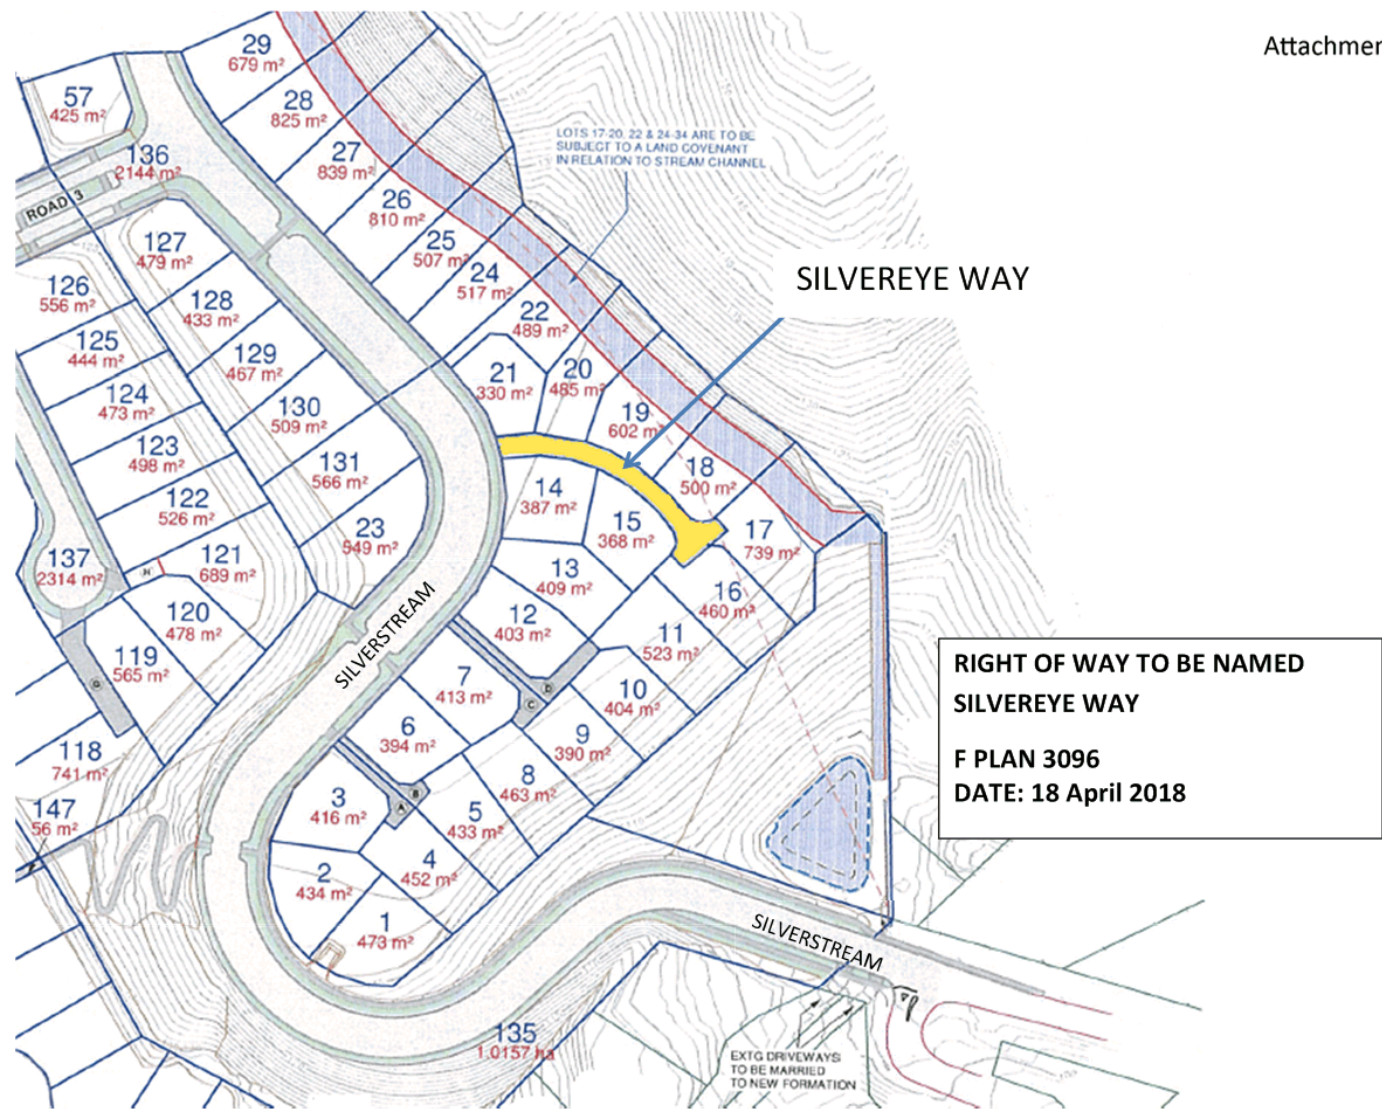 Attachmen
29
679 m²
57
425 m²
28
825 m²
LOTS 17-20, 22 & 24-34 ARE TO BE
SUBJECT TO A LAND COVENANT
IN RELATION TO STREAM CHANNEL
136
2144 m²
27
839 m²
ROAD 3
26
810 m²
127
479 m²
25
507 m²
24
517 m²
SILVEREYE WAY
126
556 m²
128
433 m²
22
489 m²
125
444 m²
129
467 m²
21
330 m²
20
485 m²
124
473 m²
130
509 m²
19
602 m²
123
498 m²
131
566 m²
18
500 m²
122
526 m²
14
387 m²
15
368 m²
17
739 m²
23
949 m²
137
2314 m²
121
689 m²
13
409 m²
16
460 m²
120
478 m²
12
403 m²
11
523 m²
SILVERSTREAM
119
565 m²
G
7
413 m²
D
C
10
404 m²
RIGHT OF WAY TO BE NAMED
SILVEREYE WAY
F PLAN 3096
DATE: 18 April 2018
6
394 m²
9
390 m²
118
741 m²
8
463 m²
3
416 m²
B
A
5
433 m²
147
56 m²
4
452 m²
2
434 m²
1
473 m²
SILVERSTREAM
135
1.0157 ha
EXTG DRIVEWAYS
TO BE MARRIED
TO NEW FORMATION